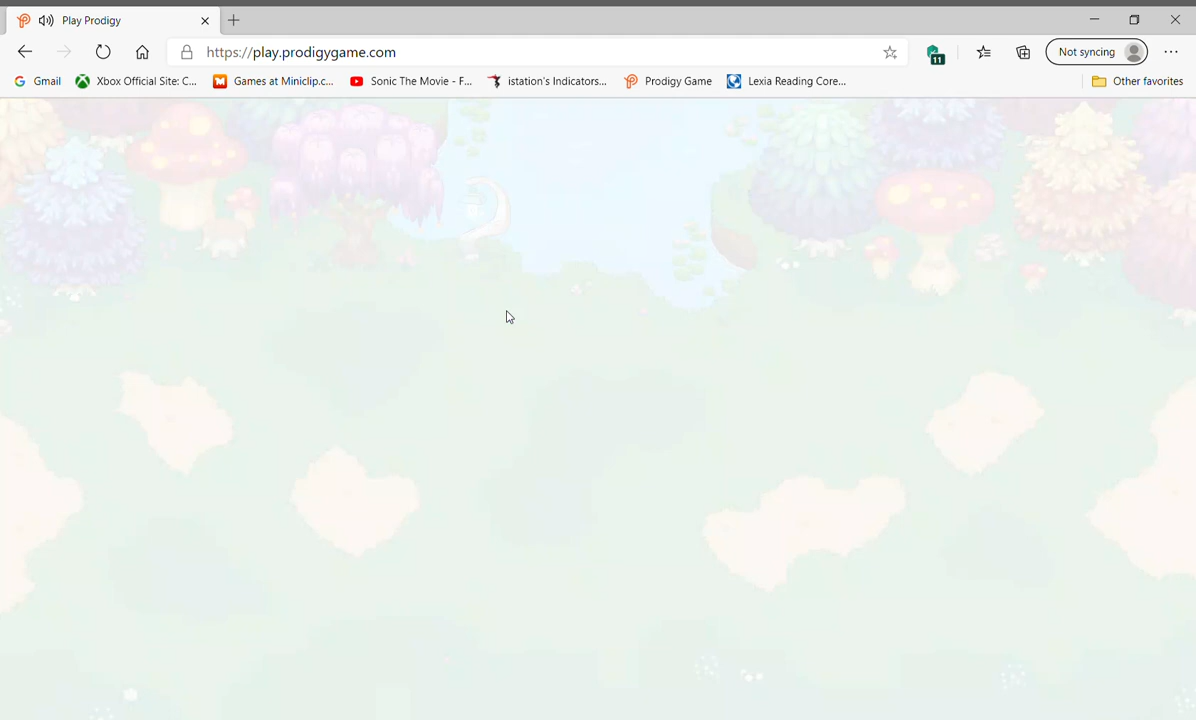 Play Prodigy
https://play.prodigygame.com
11
Not syncing
Gmail
Xbox Official Site: C...
Games at Miniclip.c...
Sonic The Movie - F...
istation's Indicators...
Prodigy Game
Lexia Reading Core...
Other favorites